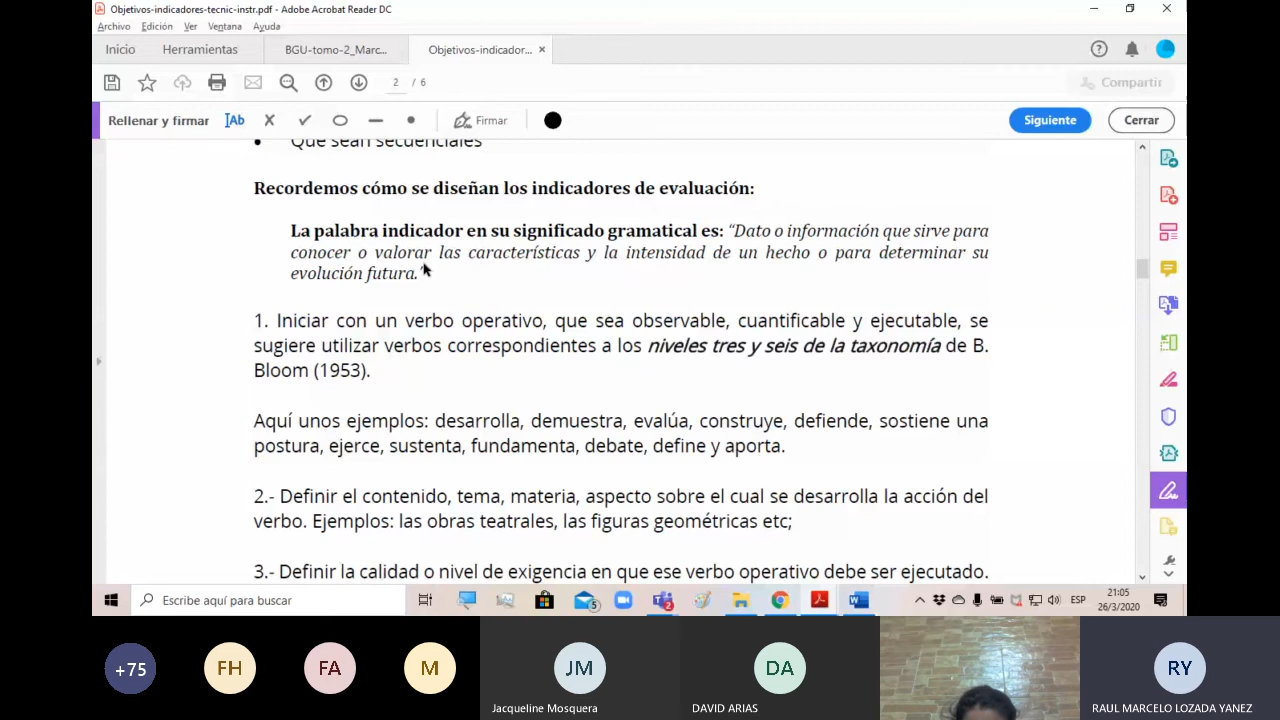 Objetivos-indicadores-tecnic-instr.pdf - Adobe Acrobat Reader DC
Archivo Edición Ver Ventana Ayuda
Inicio Herramientas BGU-tomo-2_Marc... Objetivos-indicador... ×
2 / 6 Compartir
Rellenar y firmar Ab Firmar Siguiente Cerrar
• Que sean secuenciales
Recordemos cómo se diseñan los indicadores de evaluación:
La palabra indicador en su significado gramatical es: “Dato o información que sirve para
conocer o valorar las características y la intensidad de un hecho o para determinar su
evolución futura.”
1. Iniciar con un verbo operativo, que sea observable, cuantificable y ejecutable, se
sugiere utilizar verbos correspondientes a los niveles tres y seis de la taxonomía de B.
Bloom (1953).
Aquí unos ejemplos: desarrolla, demuestra, evalúa, construye, defiende, sostiene una
postura, ejerce, sustenta, fundamenta, debate, define y aporta.
2.- Definir el contenido, tema, materia, aspecto sobre el cual se desarrolla la acción del
verbo. Ejemplos: las obras teatrales, las figuras geométricas etc;
3.- Definir la calidad o nivel de exigencia en que ese verbo operativo debe ser ejecutado.
Escribe aquí para buscar 5 2 ESP 21:05
26/3/2020
+75 FH FA M JM DA RY
Jacqueline Mosquera DAVID ARIAS RAUL MARCELO LOZADA YANEZ